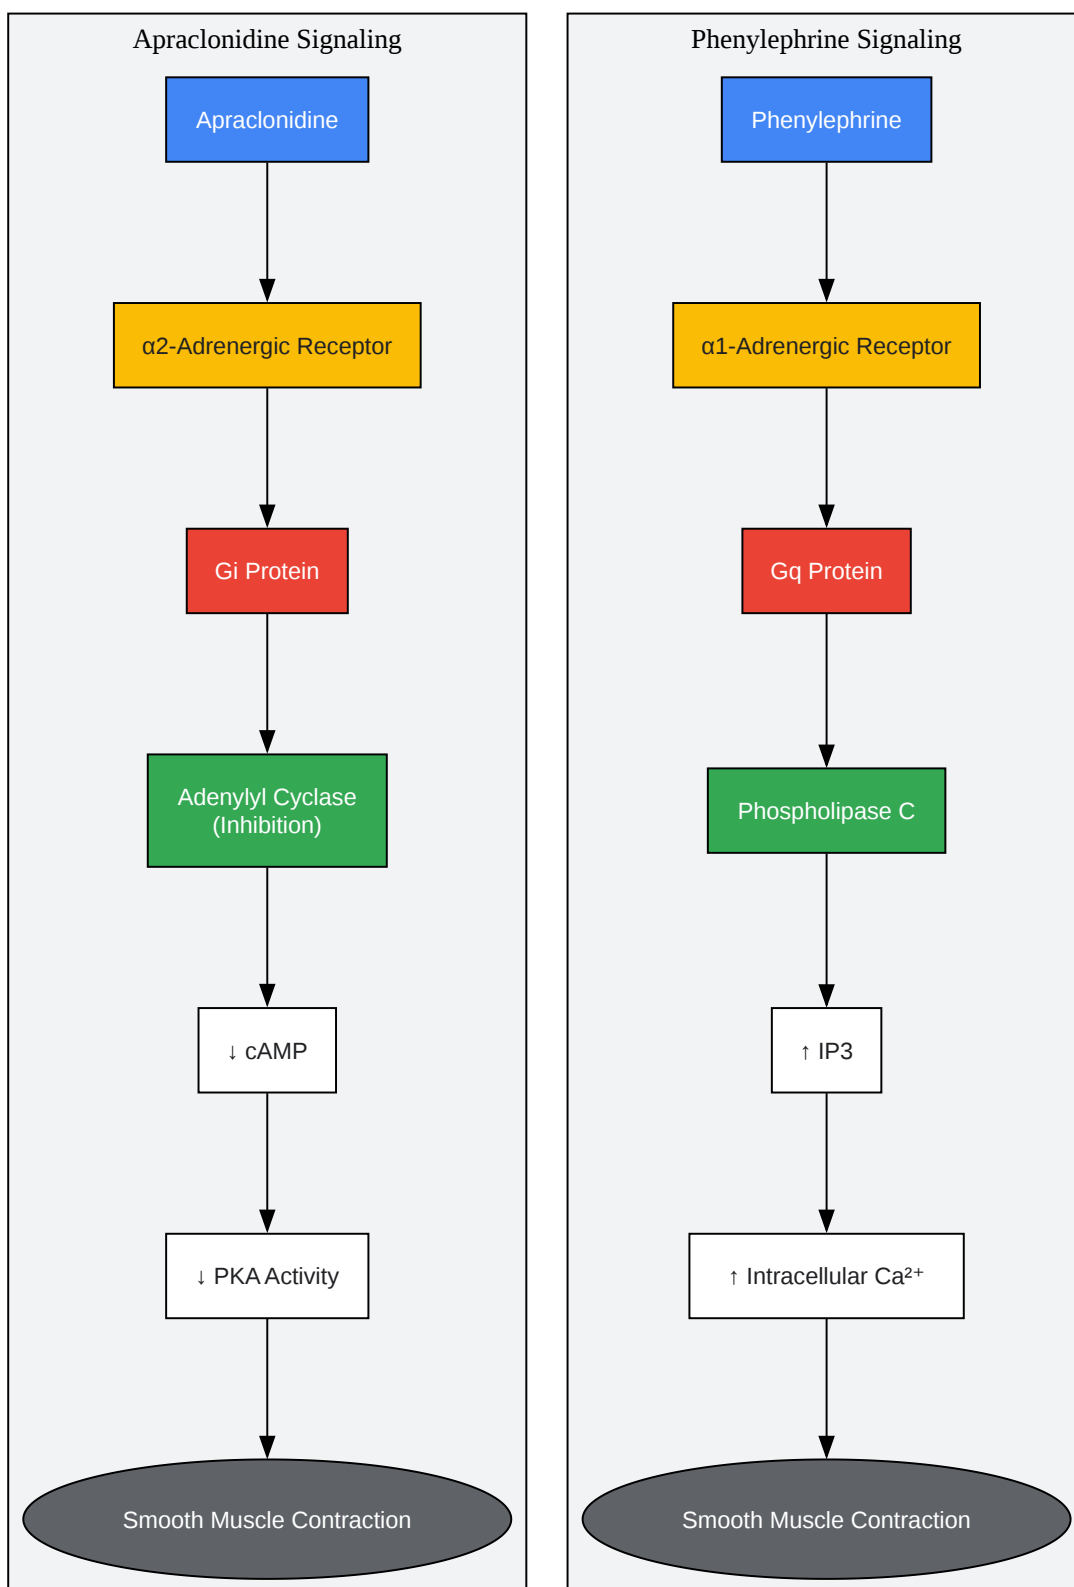 Apraclonidine Signaling
Apraclonidine
α2-Adrenergic Receptor
Gi Protein
Adenylyl Cyclase
(Inhibition)
↓ cAMP
↓ PKA Activity
Smooth Muscle Contraction
Phenylephrine Signaling
Phenylephrine
α1-Adrenergic Receptor
Gq Protein
Phospholipase C
↑ IP3
↑ Intracellular Ca²⁺
Smooth Muscle Contraction